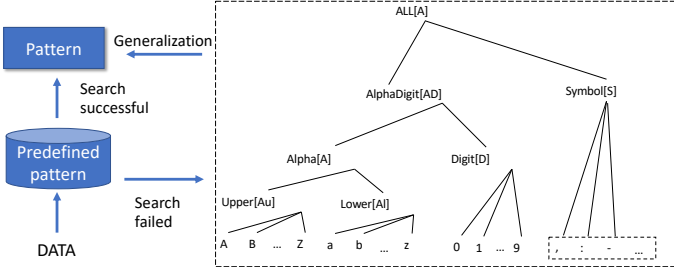 ALL[A]
Pattern
Generalization
Search
successful
AlphaDigit[AD]
Symbol[S]
Predefined
pattern
Alpha[A]
Digit[D]
Search
failed
Upper[Au]
Lower[Al]
A B ... Z a b ... z 0 1 ... 9 , : - ...
DATA